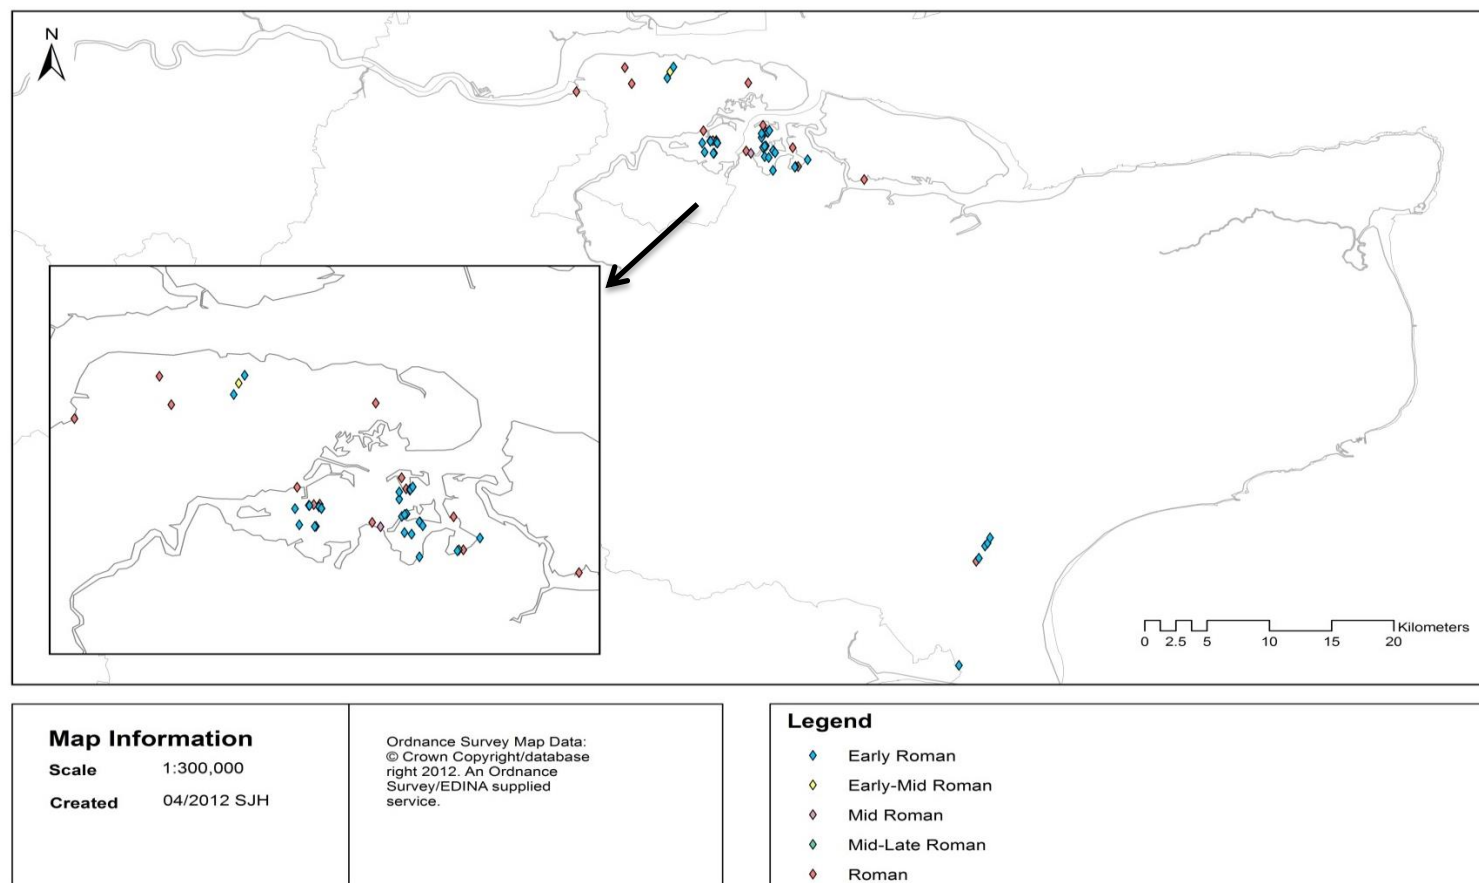 N
Kilometers
0 2.5 5 10 15 20
Map Information
Scale 1:300,000
Created 04/2012 SJH
Ordnance Survey Map Data:
© Crown Copyright/database
right 2012. An Ordnance
Survey/EDINA supplied
service.
Legend
Early Roman
Early-Mid Roman
Mid Roman
Mid-Late Roman
Roman